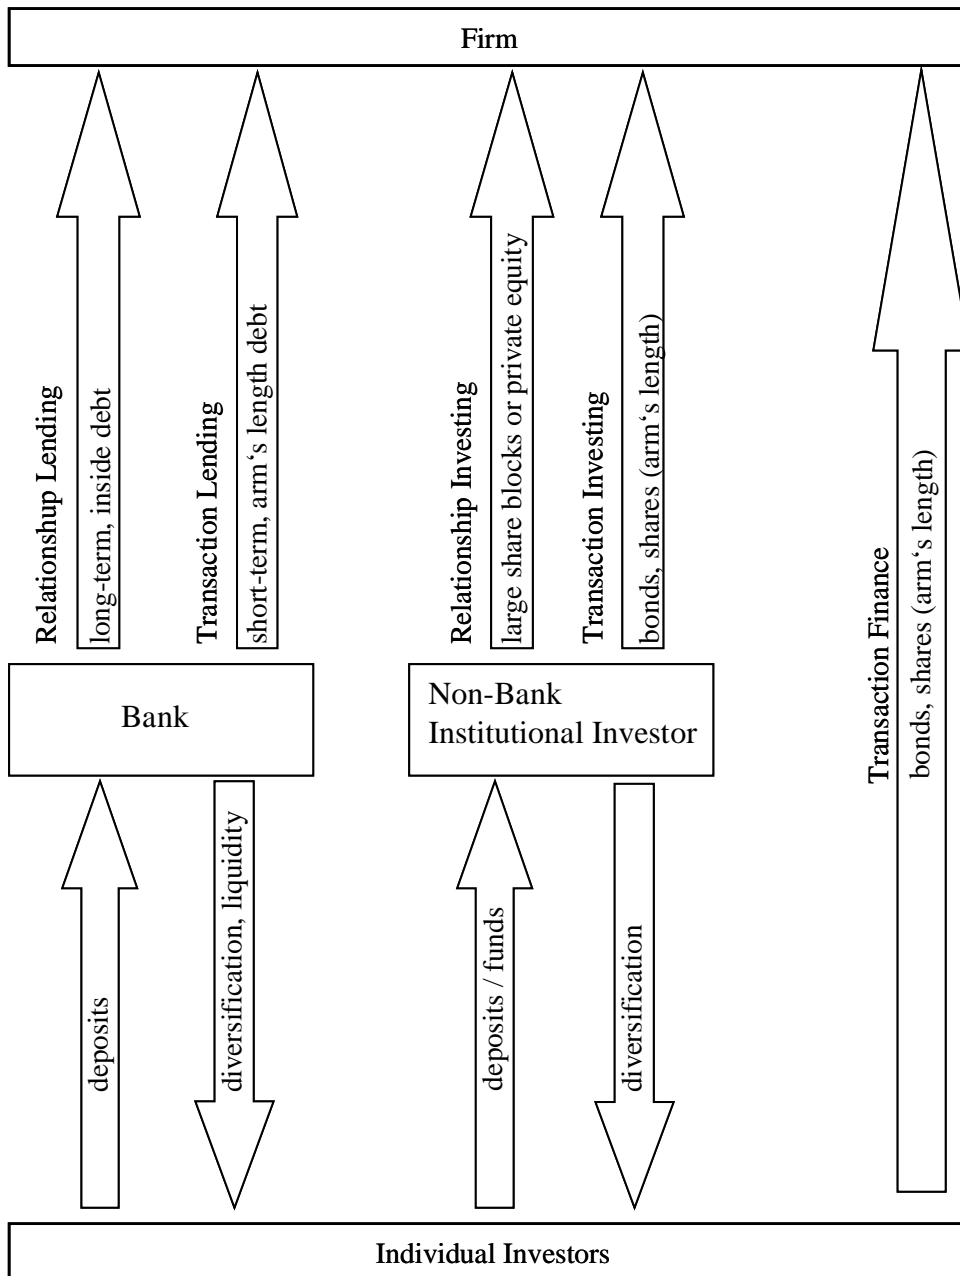 Firm
Relationshup Lending
long-term, inside debt
Transaction Lending
short-term, arm‘s length debt
Relationship Investing
large share blocks or private equity
Transaction Investing
bonds, shares (arm‘s length)
Transaction Finance
bonds, shares (arm‘s length)
Bank
Non-Bank
Institutional Investor
deposits
diversification, liquidity
deposits / funds
diversification
Individual Investors